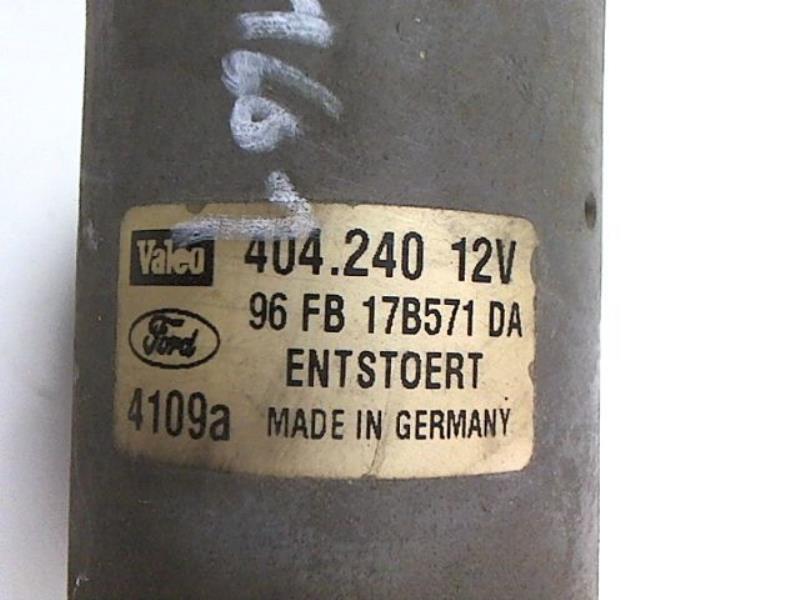 Valeo 404.240 12V
96 FB 17B571 DA
Ford
ENTSTOERT
4109a MADE IN GERMANY